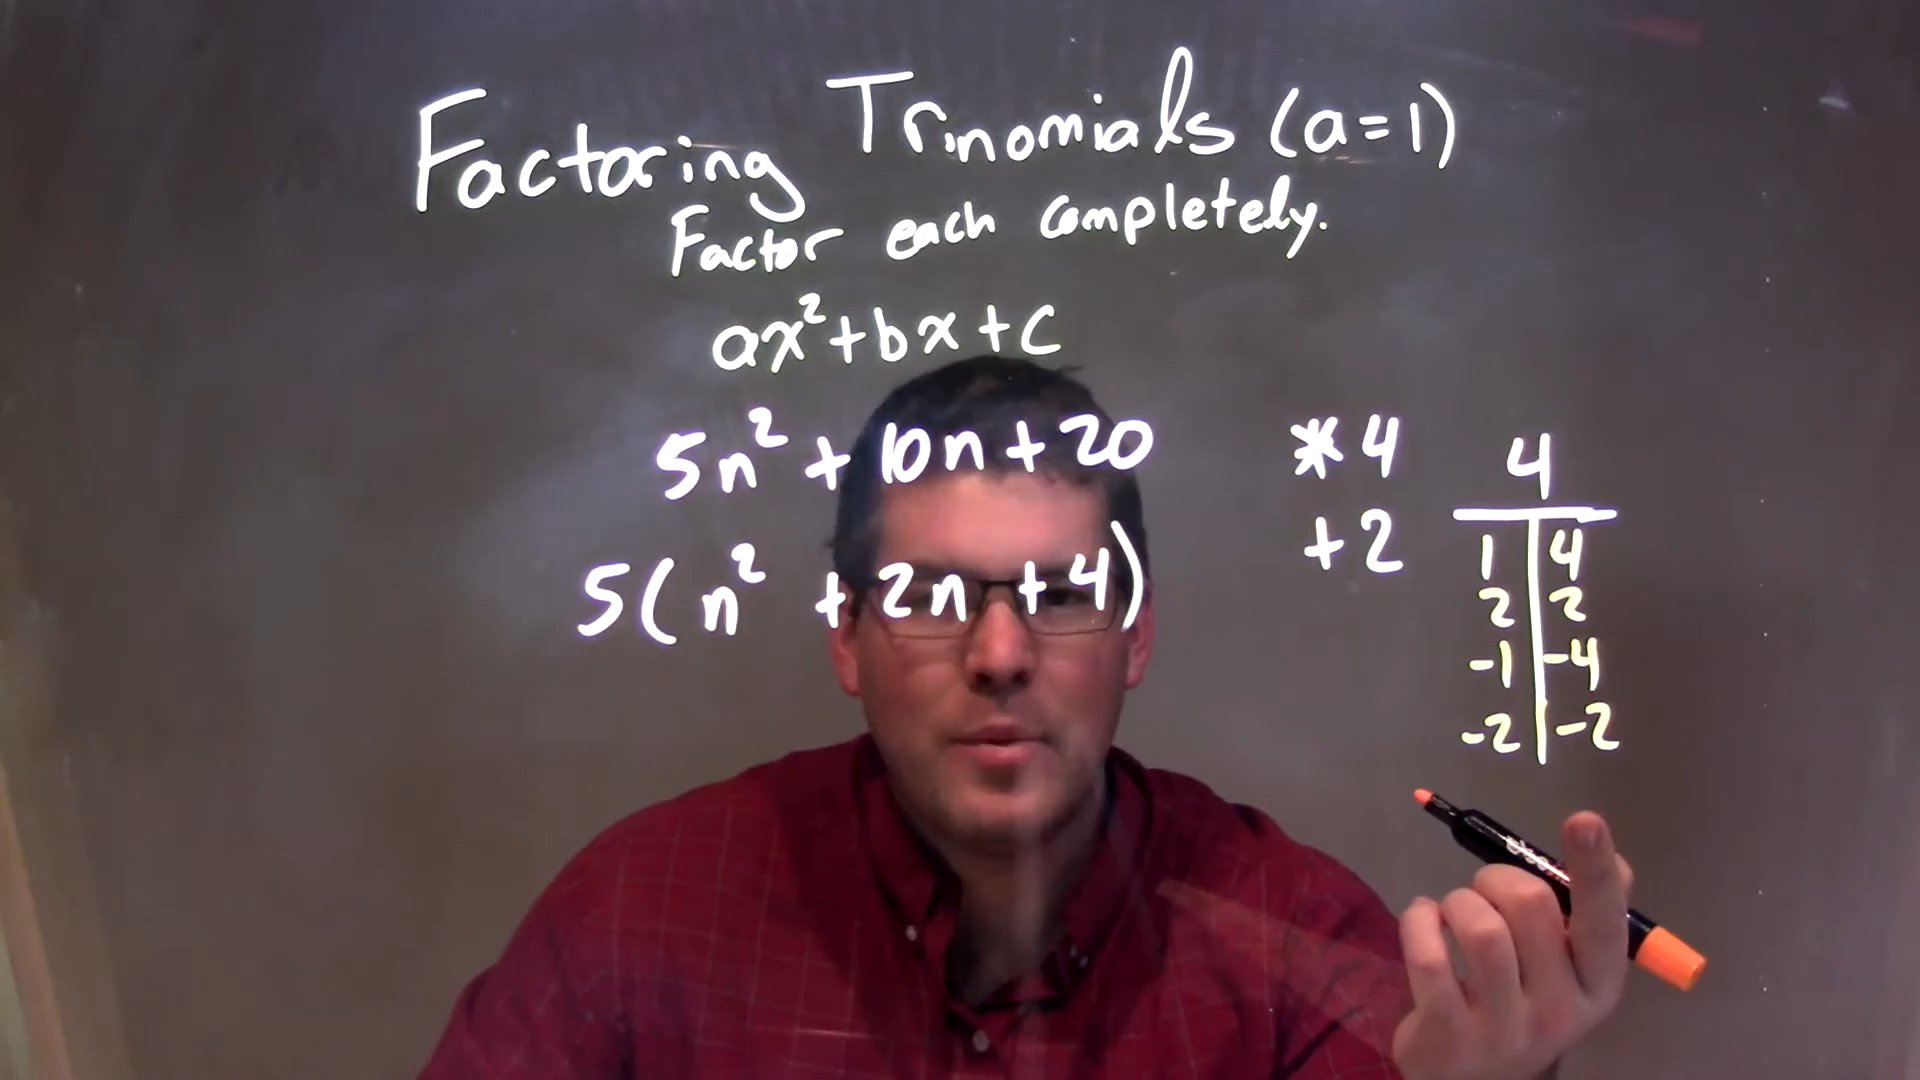 Factoring Trinomials (a=1)
Factor each completely.
ax²+bx+c
5n²+10n+20
5(n²+2n+4)
*4
+2
4
1 4
2 2
-1 -4
-2 -2